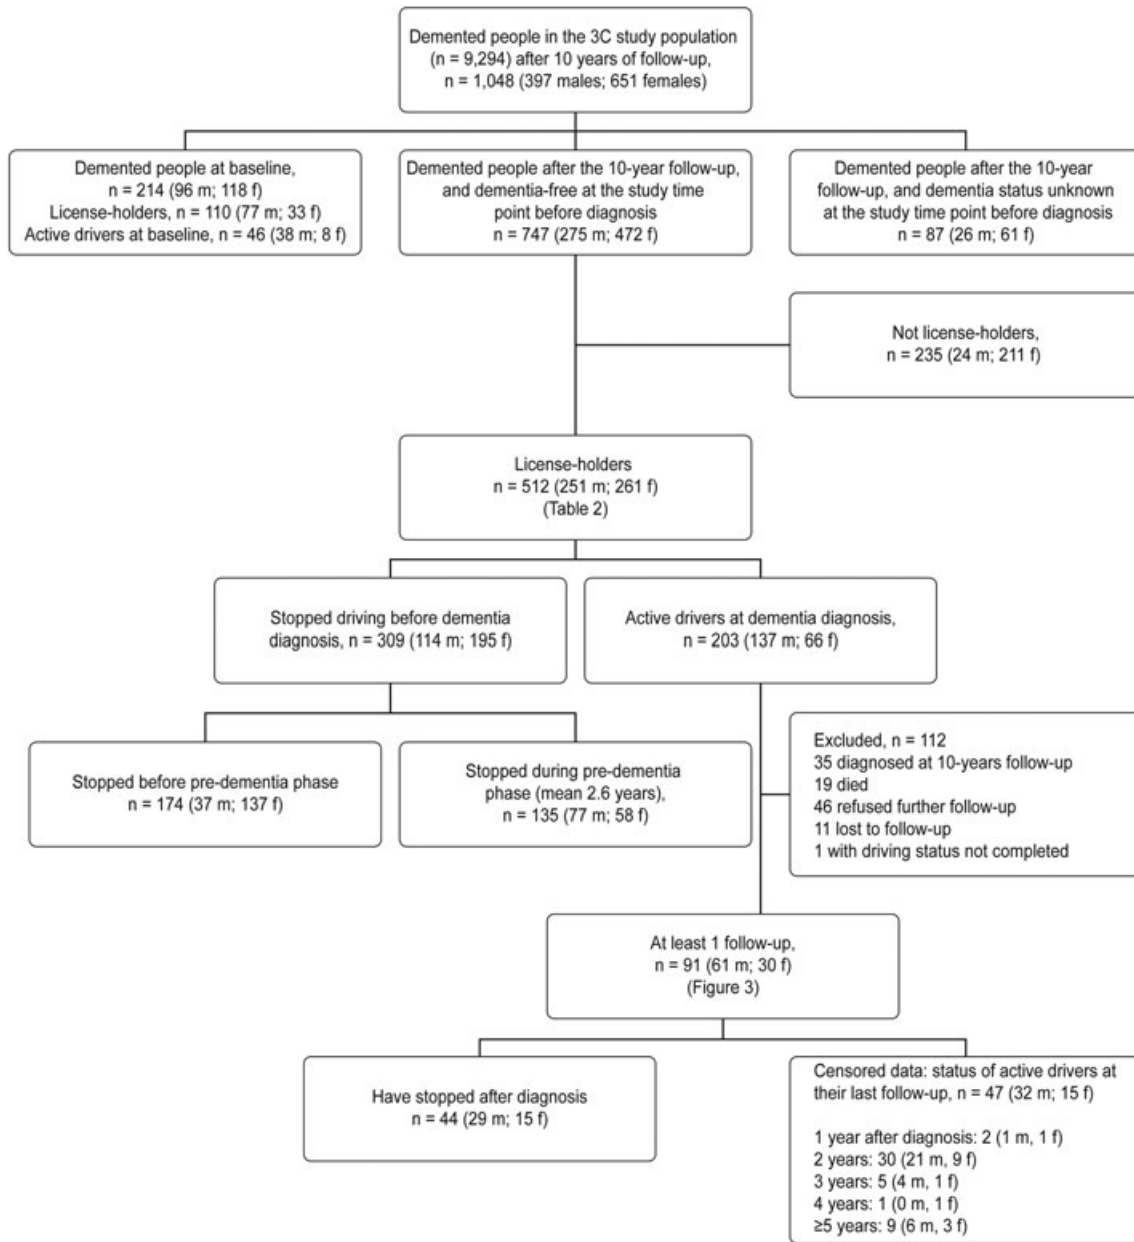 Demented people in the 3C study population
(n = 9,294) after 10 years of follow-up,
n = 1,048 (397 males; 651 females)
Demented people at baseline,
n = 214 (96 m; 118 f)
License-holders, n = 110 (77 m; 33 f)
Active drivers at baseline, n = 46 (38 m; 8 f)
Demented people after the 10-year follow-up,
and dementia-free at the study time
point before diagnosis
n = 747 (275 m; 472 f)
Demented people after the 10-year
follow-up, and dementia status unknown
at the study time point before diagnosis
n = 87 (26 m; 61 f)
Not license-holders,
n = 235 (24 m; 211 f)
License-holders
n = 512 (251 m; 261 f)
(Table 2)
Stopped driving before dementia
diagnosis, n = 309 (114 m; 195 f)
Active drivers at dementia diagnosis,
n = 203 (137 m; 66 f)
Stopped before pre-dementia phase
n = 174 (37 m; 137 f)
Stopped during pre-dementia
phase (mean 2.6 years),
n = 135 (77 m; 58 f)
Excluded, n = 112
35 diagnosed at 10-years follow-up
19 died
46 refused further follow-up
11 lost to follow-up
1 with driving status not completed
At least 1 follow-up,
n = 91 (61 m; 30 f)
(Figure 3)
Have stopped after diagnosis
n = 44 (29 m; 15 f)
Censored data: status of active drivers at
their last follow-up, n = 47 (32 m; 15 f)
1 year after diagnosis: 2 (1 m, 1 f)
2 years: 30 (21 m, 9 f)
3 years: 5 (4 m, 1 f)
4 years: 1 (0 m, 1 f)
≥5 years: 9 (6 m, 3 f)